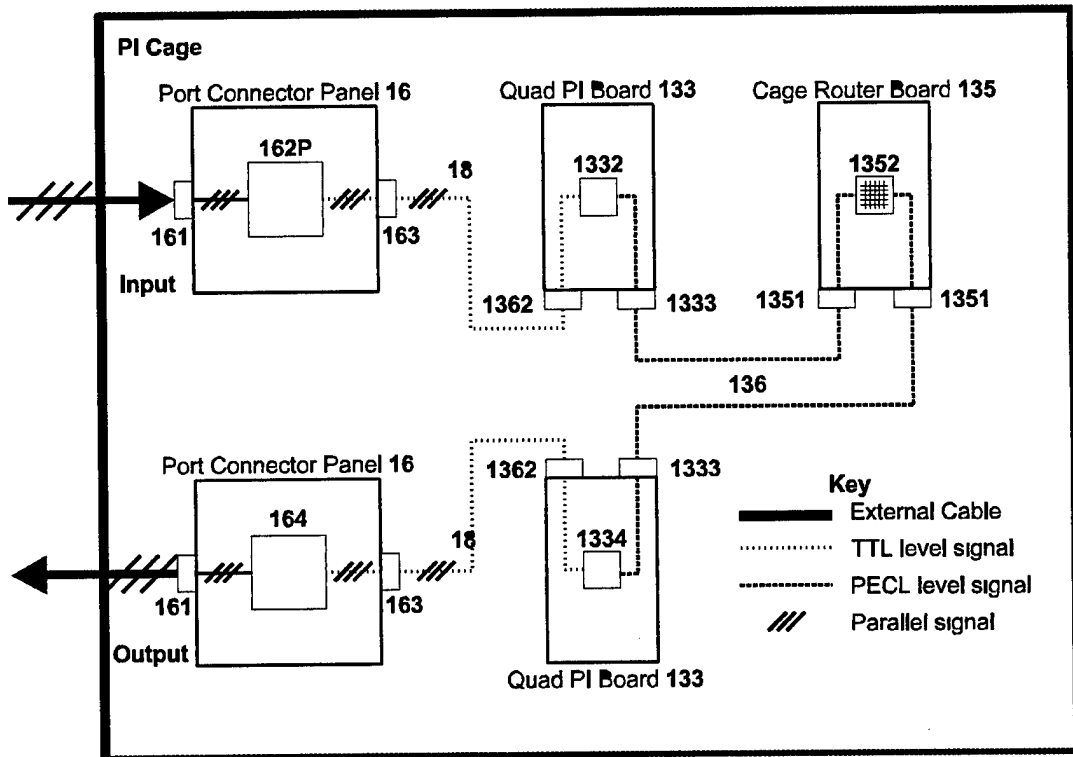 PI Cage
Port Connector Panel 16
Quad PI Board 133
Cage Router Board 135
162P
18
1332
1352
161
163
Input
1362
1333
1351
1351
136
Port Connector Panel 16
1362
1333
164
18
1334
161
163
Output
Quad PI Board 133
Key
External Cable
TTL level signal
PECL level signal
Parallel signal